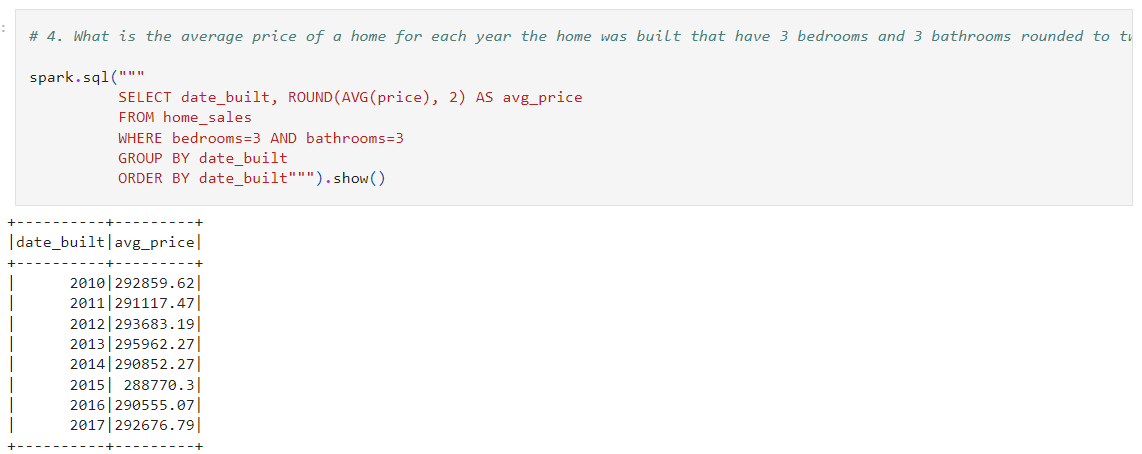 :
# 4. What is the average price of a home for each year the home was built that have 3 bedrooms and 3 bathrooms rounded to
spark.sql("""
SELECT date_built, ROUND(AVG(price), 2) AS avg_price
FROM home_sales
WHERE bedrooms=3 AND bathrooms=3
GROUP BY date_built
ORDER BY date_built""").show()
+----------+---------+
|date_built|avg_price|
+----------+---------+
|      2010|292859.62|
|      2011|291117.47|
|      2012|293683.19|
|      2013|295962.27|
|      2014|290852.27|
|      2015| 288770.3|
|      2016|290555.07|
|      2017|292676.79|
+----------+---------+